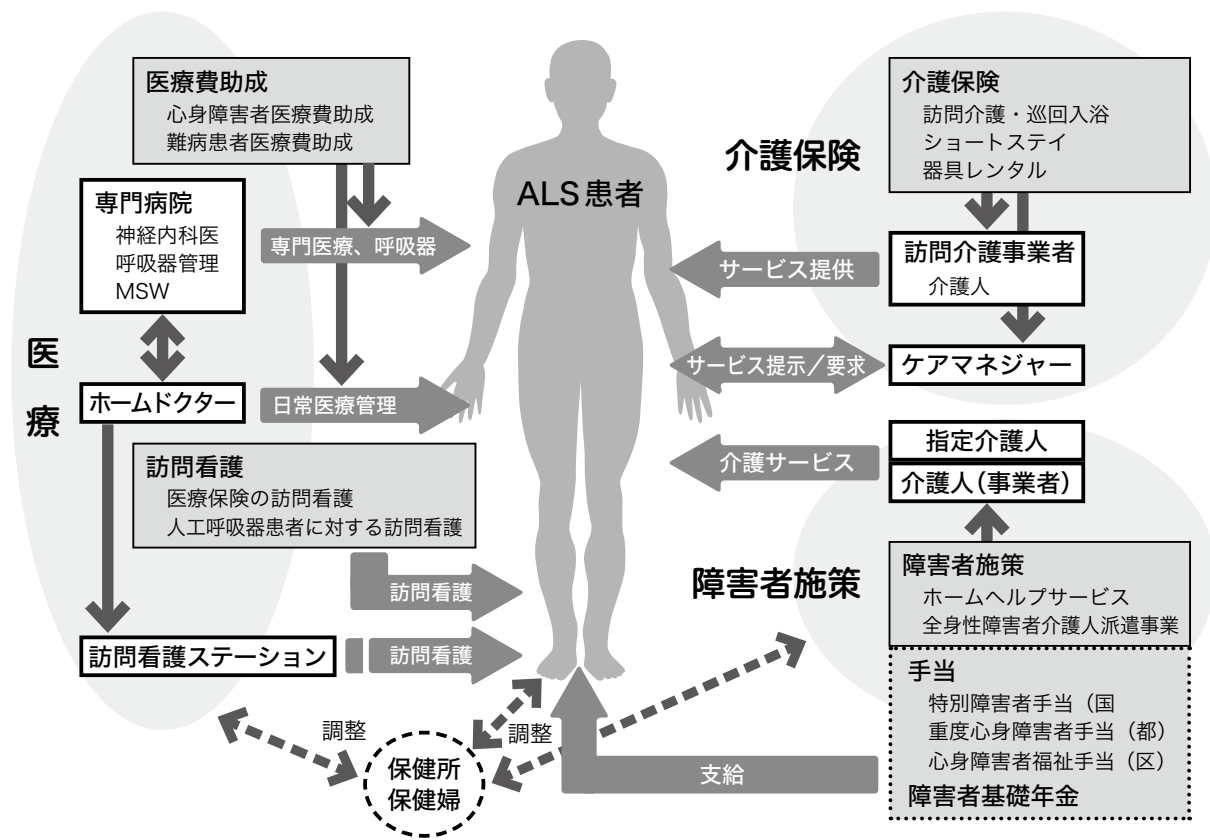 医療費助成
心身障害者医療費助成
難病患者医療費助成
専門病院
神経内科医
呼吸器管理
MSW
専門医療、呼吸器
医療
ホームドクター
日常医療管理
訪問看護
医療保険の訪問看護
人工呼吸器患者に対する訪問看護
訪問看護
訪問看護ステーション
訪問看護
調整
調整
保健所
保健婦
ALS患者
介護保険
介護保険
訪問介護・巡回入浴
ショートステイ
器具レンタル
訪問介護事業者
介護人
サービス提供
サービス提示／要求
ケアマネジャー
指定介護人
介護人（事業者）
介護サービス
障害者施策
障害者施策
ホームヘルプサービス
全身性障害者介護人派遣事業
手当
特別障害者手当（国
重度心身障害者手当（都）
心身障害者福祉手当（区）
障害者基礎年金
支給